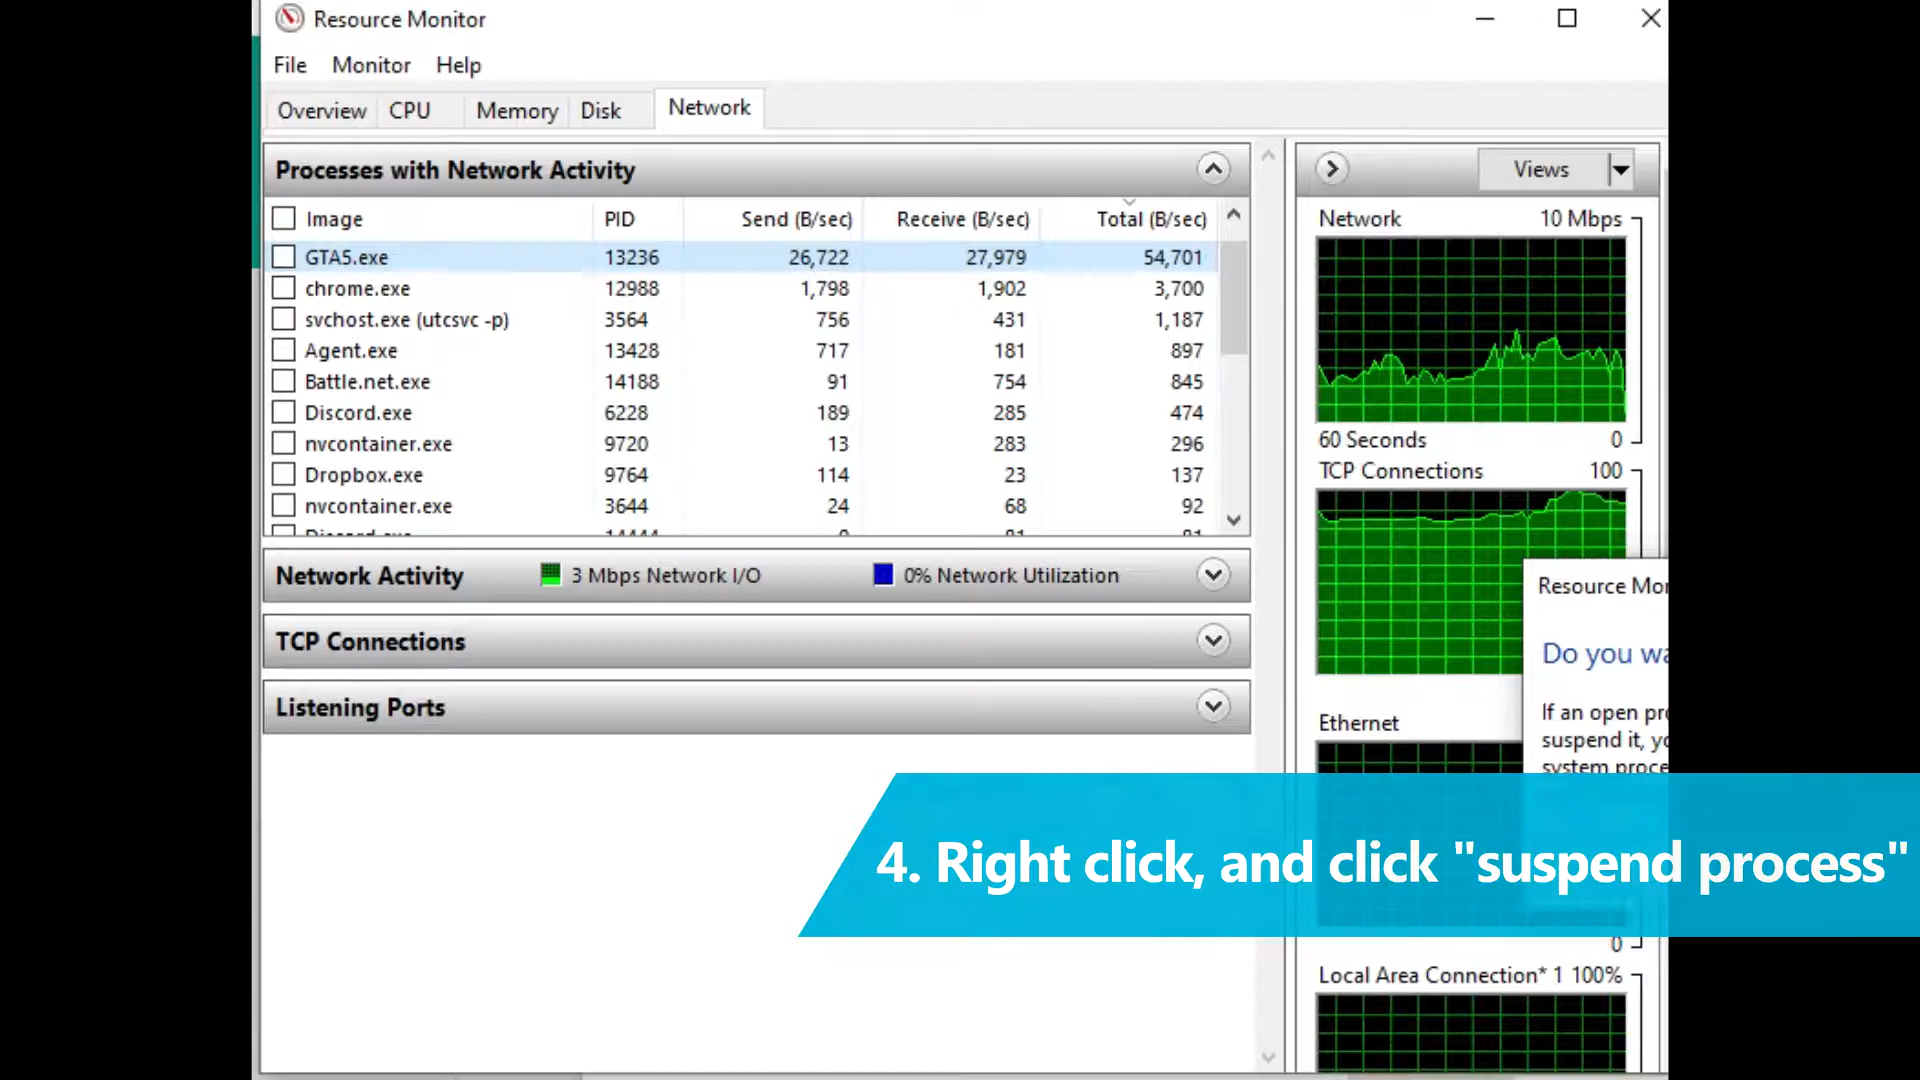 Resource Monitor
File Monitor Help
Overview CPU Memory Disk Network
Processes with Network Activity
Image PID Send (B/sec) Receive (B/sec) Total (B/sec)
GTA5.exe 13236 26,722 27,979 54,701
chrome.exe 12988 1,798 1,902 3,700
svchost.exe (utcsvc -p) 3564 756 431 1,187
Agent.exe 13428 717 181 897
Battle.net.exe 14188 91 754 845
Discord.exe 6228 189 285 474
nvcontainer.exe 9720 13 283 296
Dropbox.exe 9764 114 23 137
nvcontainer.exe 3644 24 68 92
Network Activity 3 Mbps Network I/O 0% Network Utilization
TCP Connections
Listening Ports
Views
Network 10 Mbps
60 Seconds 0
TCP Connections 100
Resource Mo
Do you wa
If an open pro
suspend it, yo
system proce
Ethernet
0
Local Area Connection* 1 100%
4. Right click, and click "suspend process"